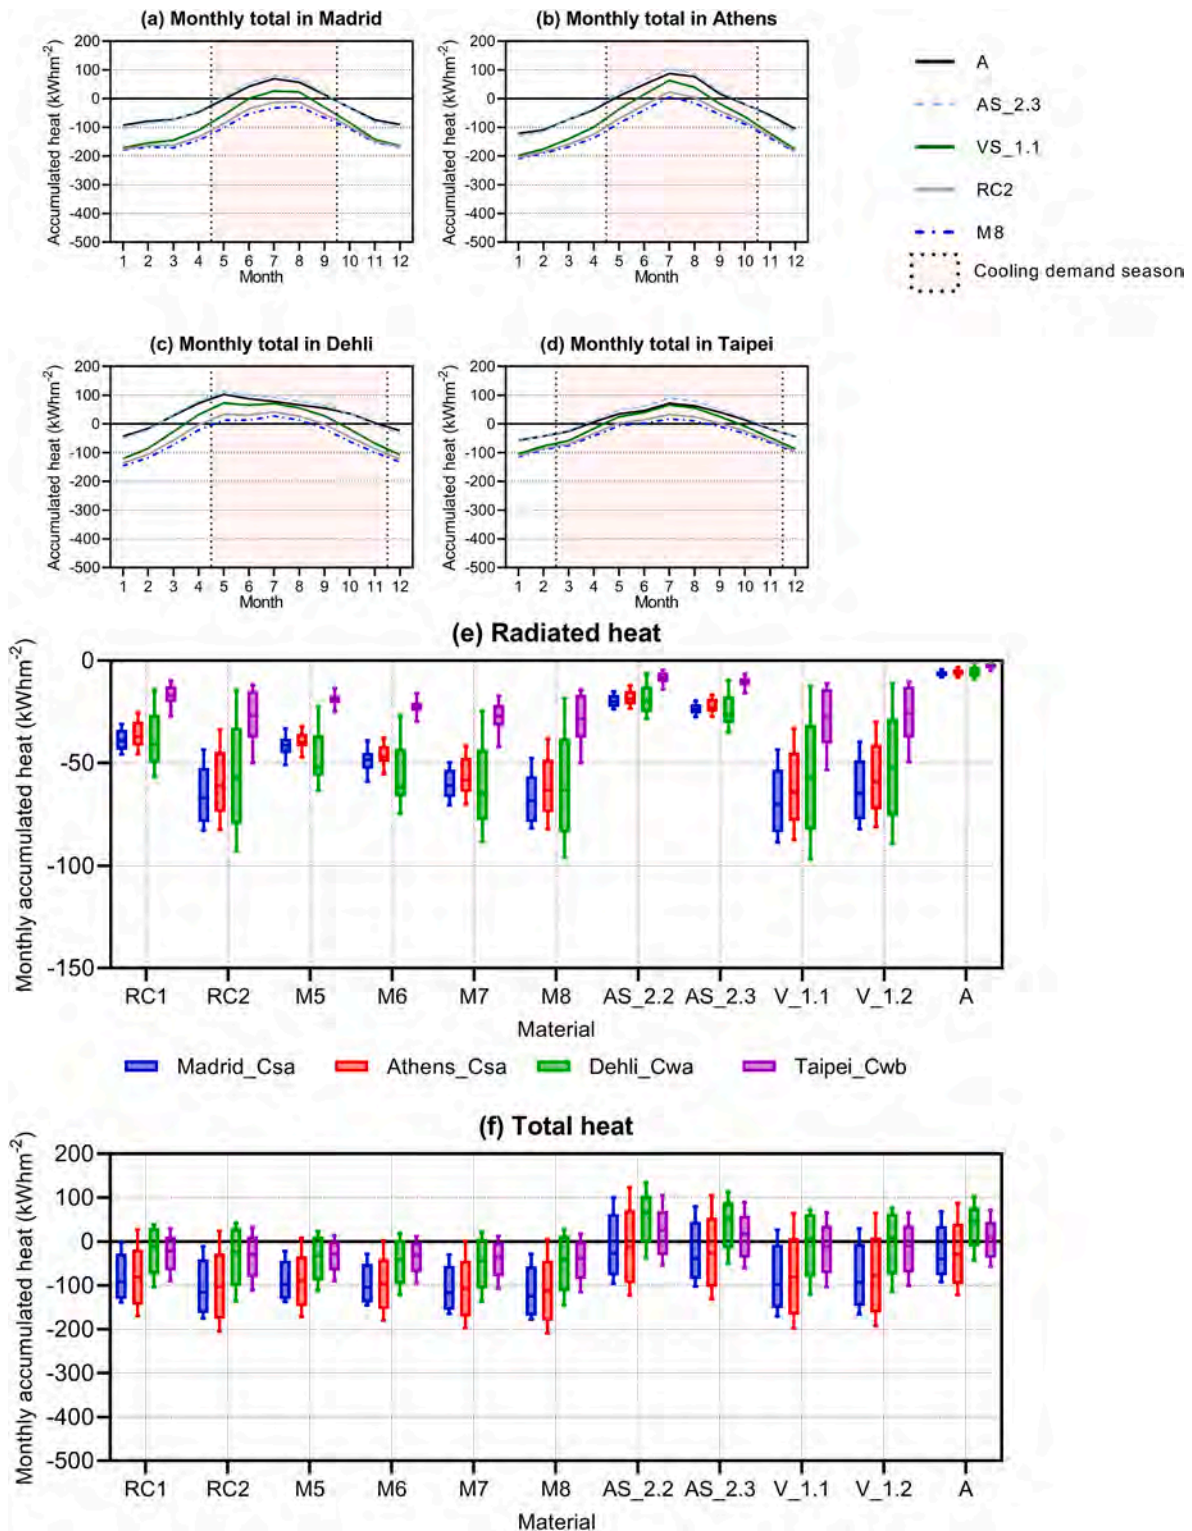 (a) Monthly total in Madrid
Accumulated heat (kWhm-2)
200
100
0
-100
-200
-300
-400
-500
1 2 3 4 5 6 7 8 9 10 11 12
Month
(b) Monthly total in Athens
Accumulated heat (kWhm-2)
200
100
0
-100
-200
-300
-400
-500
1 2 3 4 5 6 7 8 9 10 11 12
Month
A
AS_2.3
VS_1.1
RC2
M8
Cooling demand season
(c) Monthly total in Dehli
Accumulated heat (kWhm-2)
200
100
0
-100
-200
-300
-400
-500
1 2 3 4 5 6 7 8 9 10 11 12
Month
(d) Monthly total in Taipei
Accumulated heat (kWhm-2)
200
100
0
-100
-200
-300
-400
-500
1 2 3 4 5 6 7 8 9 10 11 12
Month
(e) Radiated heat
Monthly accumulated heat (kWhm-2)
0
-50
-100
-150
RC1 RC2 M5 M6 M7 M8 AS_2.2 AS_2.3 V_1.1 V_1.2 A
Material
Madrid_Csa Athens_Csa Dehli_Cwa Taipei_Cwb
(f) Total heat
Monthly accumulated heat (kWhm-2)
200
100
0
-100
-200
-300
-400
-500
RC1 RC2 M5 M6 M7 M8 AS_2.2 AS_2.3 V_1.1 V_1.2 A
Material